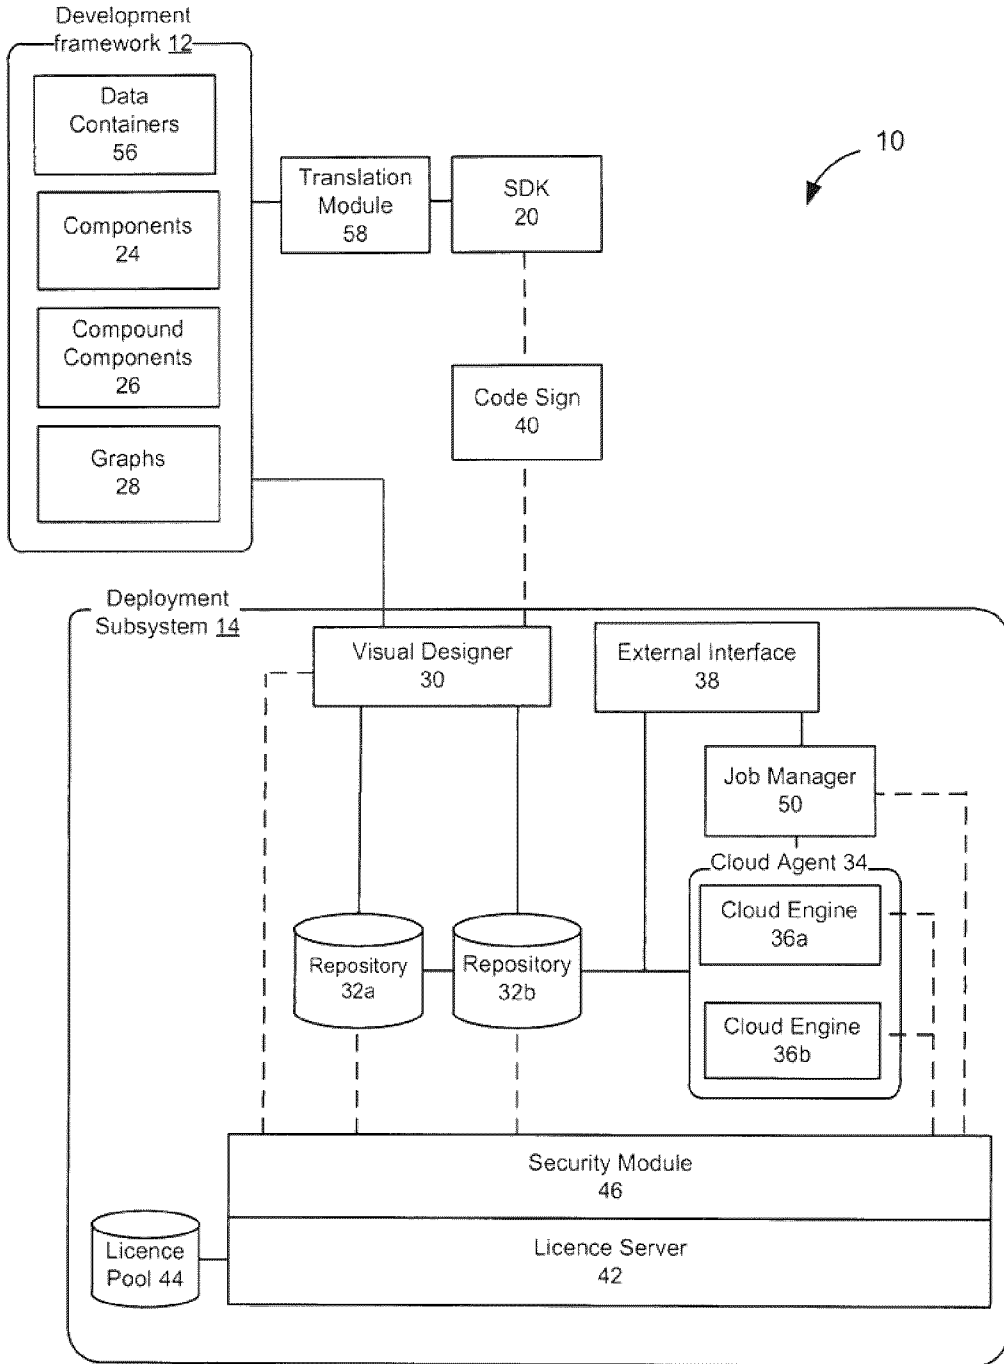 Development
framework 12
Data
Containers
56
Components
24
Compound
Components
26
Graphs
28
Translation
Module
58
SDK
20
10
Code Sign
40
Deployment
Subsystem 14
Visual Designer
30
External Interface
38
Job Manager
50
Cloud Agent 34
Cloud Engine
36a
Cloud Engine
36b
Repository
32a
Repository
32b
Security Module
46
Licence Server
42
Licence
Pool 44